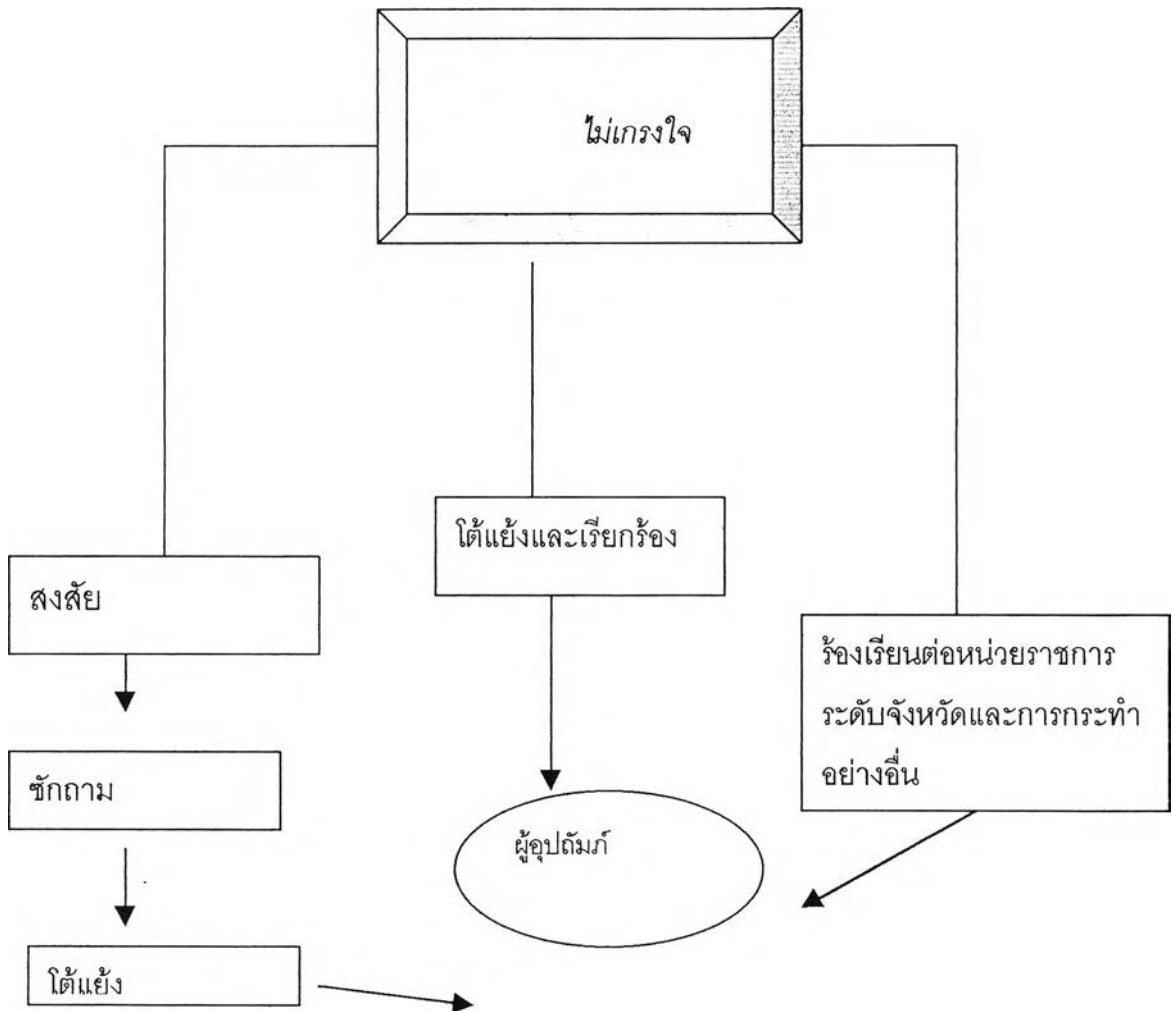 ไม่เกรงใจ
โต้แย้งและเรียกร้อง
สงสัย
ร้องเรียนต่อหน่วยราชการ
ระดับจังหวัดและการกระทำ
อย่างอื่น
ซักถาม
ผู้อุปถัมภ์
โต้แย้ง